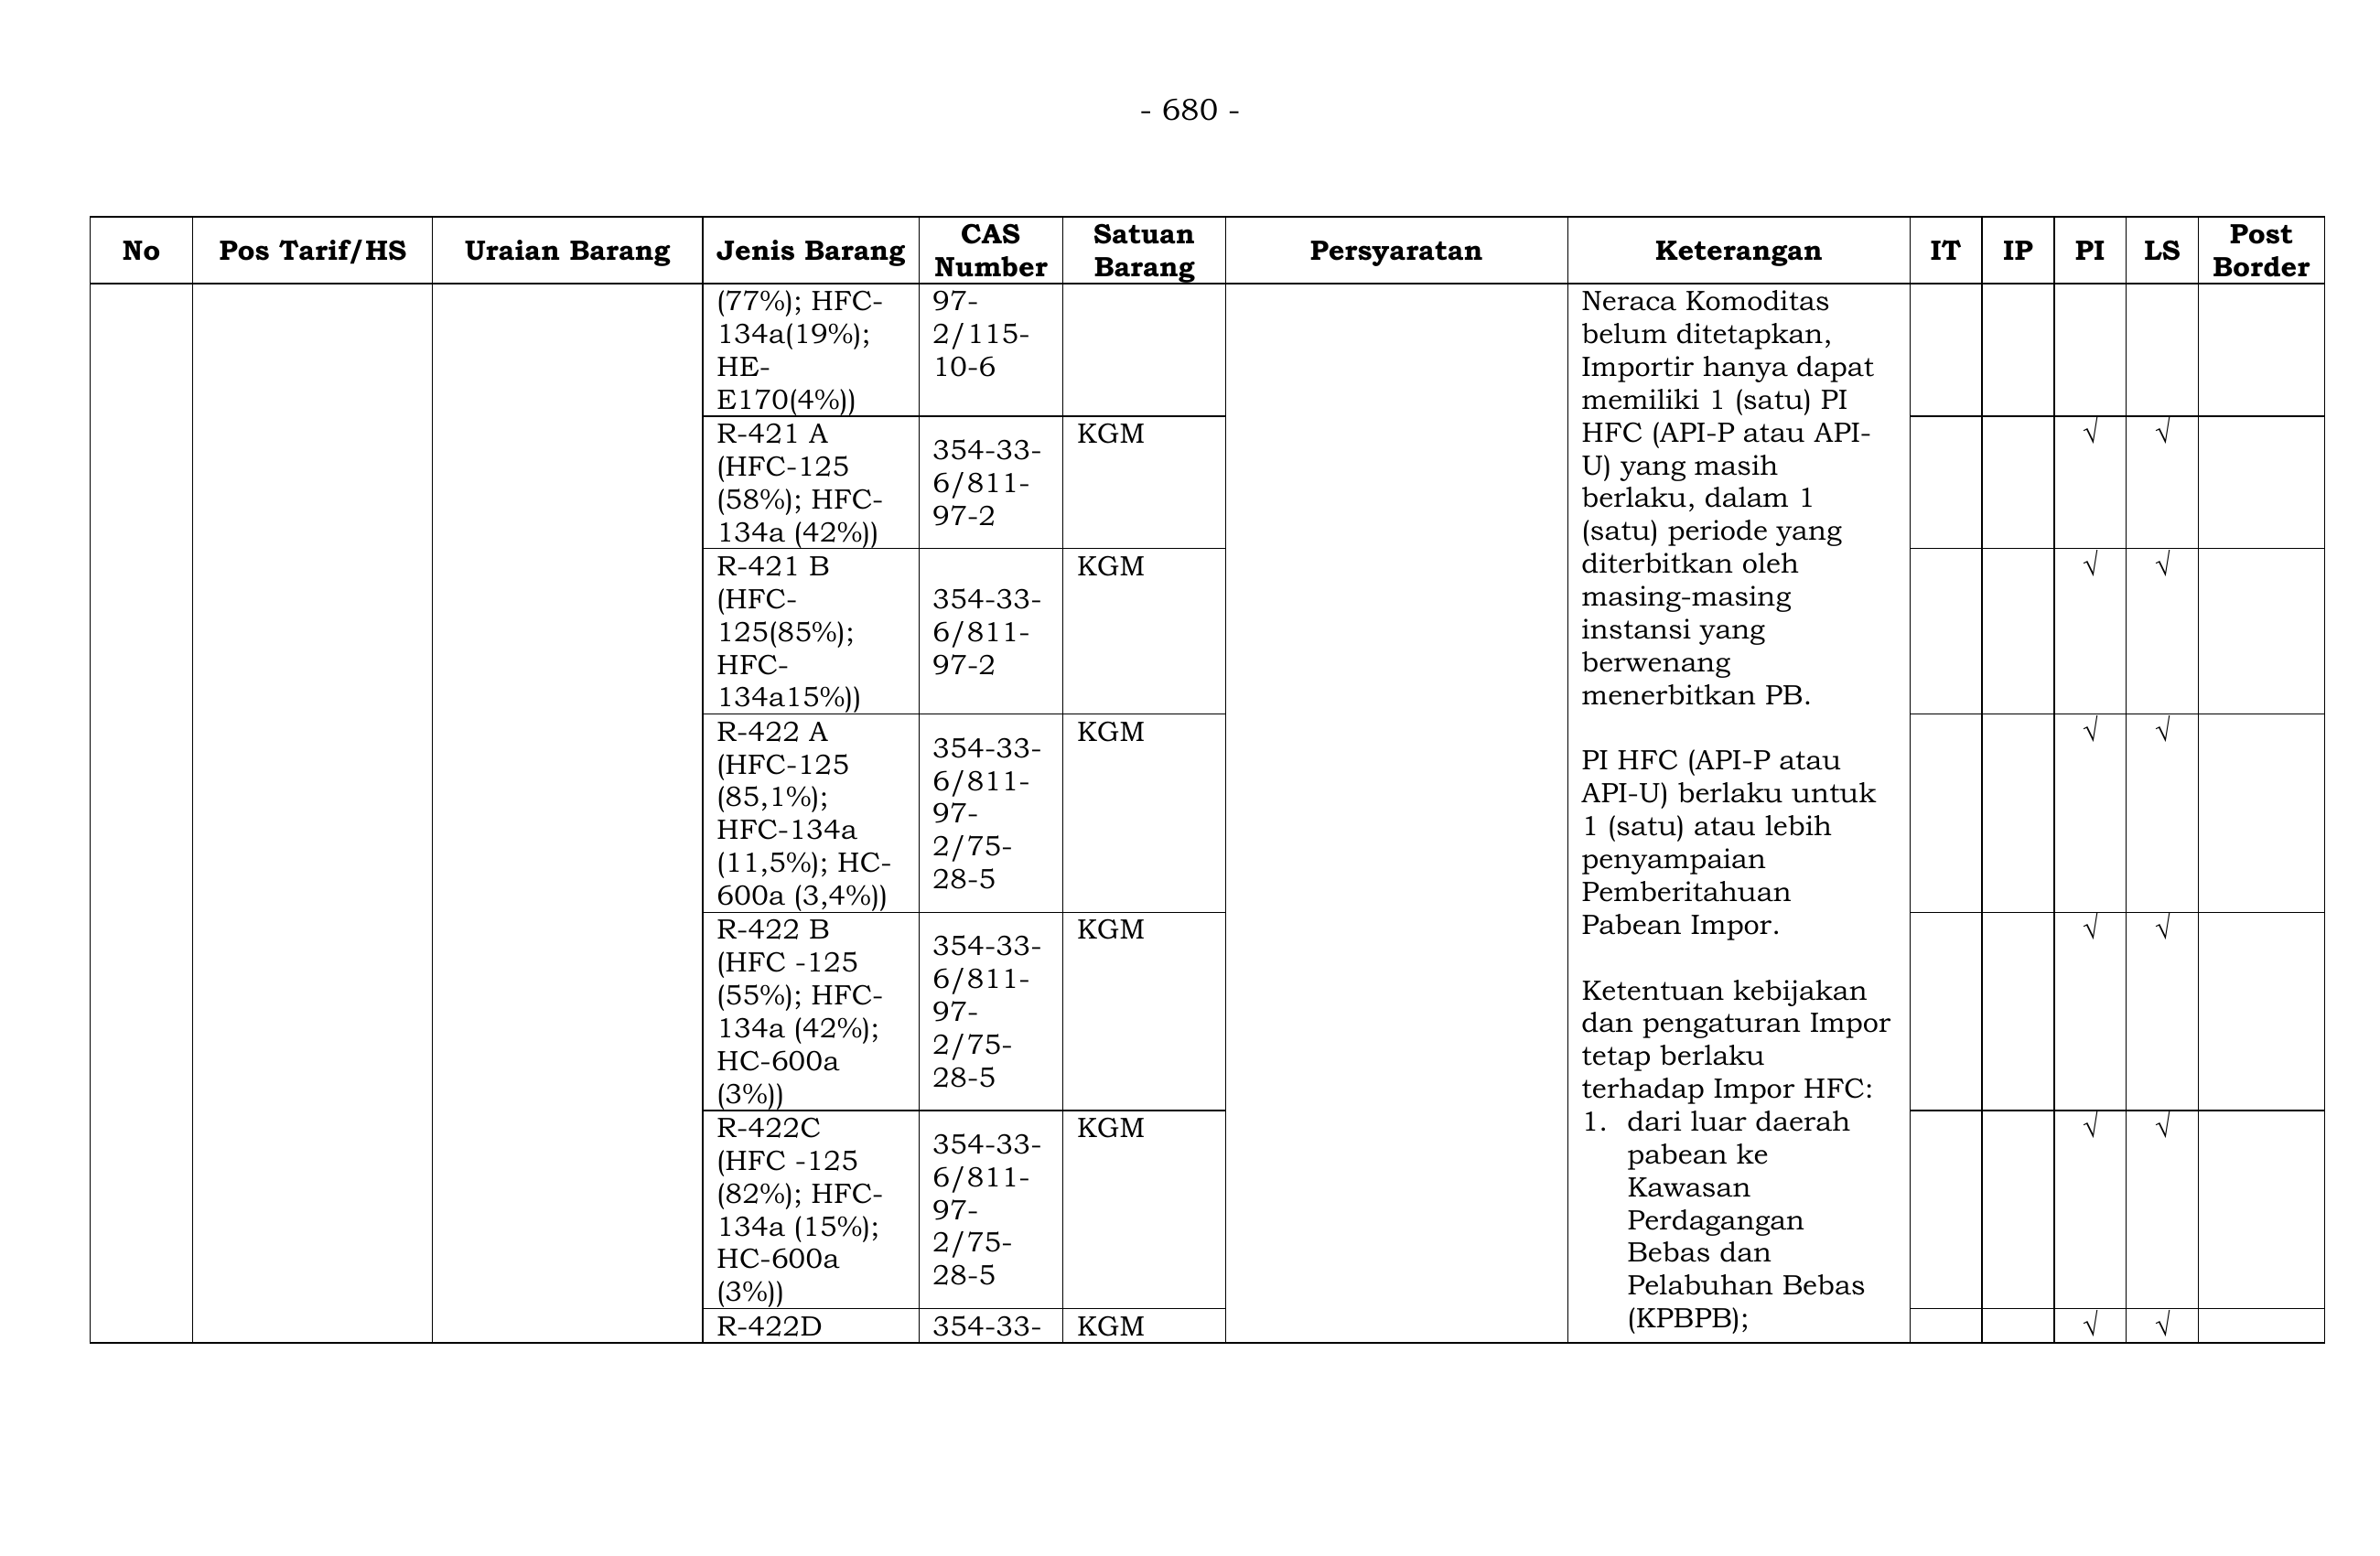 - 680 -
No
Pos Tarif/HS
Uraian Barang
Jenis Barang
CAS
Number
Satuan
Barang
Persyaratan
Keterangan
IT
IP
PI
LS
Post
Border
(77%); HFC-
134a(19%);
HE-
E170(4%))
97-
2/115-
10-6
R-421 A
(HFC-125
(58%); HFC-
134a (42%))
354-33-
6/811-
97-2
KGM
√
√
R-421 B
(HFC-
125(85%);
HFC-
134a15%))
354-33-
6/811-
97-2
KGM
√
√
R-422 A
(HFC-125
(85,1%);
HFC-134a
(11,5%); HC-
600a (3,4%))
354-33-
6/811-
97-
2/75-
28-5
KGM
√
√
R-422 B
(HFC -125
(55%); HFC-
134a (42%);
HC-600a
(3%))
354-33-
6/811-
97-
2/75-
28-5
KGM
√
√
R-422C
(HFC -125
(82%); HFC-
134a (15%);
HC-600a
(3%))
354-33-
6/811-
97-
2/75-
28-5
KGM
√
√
R-422D
354-33-
KGM
√
√
Neraca Komoditas
belum ditetapkan,
Importir hanya dapat
memiliki 1 (satu) PI
HFC (API-P atau API-
U) yang masih
berlaku, dalam 1
(satu) periode yang
diterbitkan oleh
masing-masing
instansi yang
berwenang
menerbitkan PB.
PI HFC (API-P atau
API-U) berlaku untuk
1 (satu) atau lebih
penyampaian
Pemberitahuan
Pabean Impor.
Ketentuan kebijakan
dan pengaturan Impor
tetap berlaku
terhadap Impor HFC:
1. dari luar daerah
pabean ke
Kawasan
Perdagangan
Bebas dan
Pelabuhan Bebas
(KPBPB);